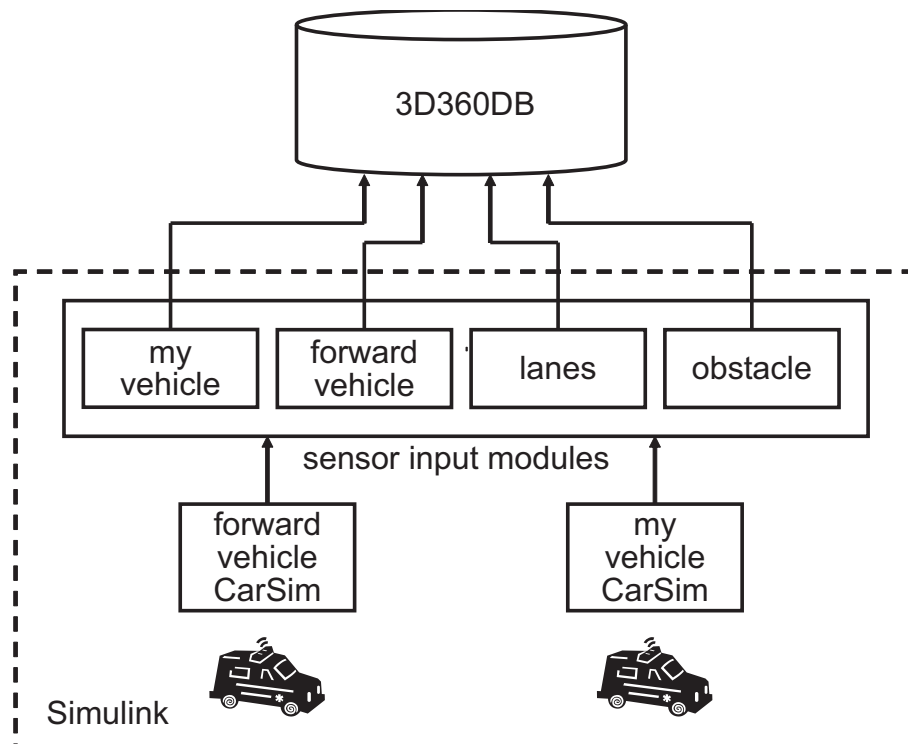 3D360DB
my
vehicle
forward
vehicle
lanes
obstacle
sensor input modules
forward
vehicle
CarSim
my
vehicle
CarSim
Simulink